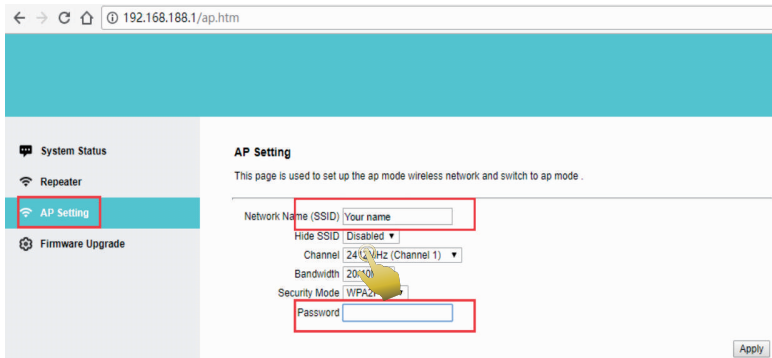 192.168.188.1/ap.htm
System Status
Repeater
AP Setting
Firmware Upgrade
AP Setting
This page is used to set up the ap mode wireless network and switch to ap mode .
Network Name (SSID) Your name
Hide SSID Disabled
Channel (Channel 1)
Bandwidth
Security Mode
Password
Apply